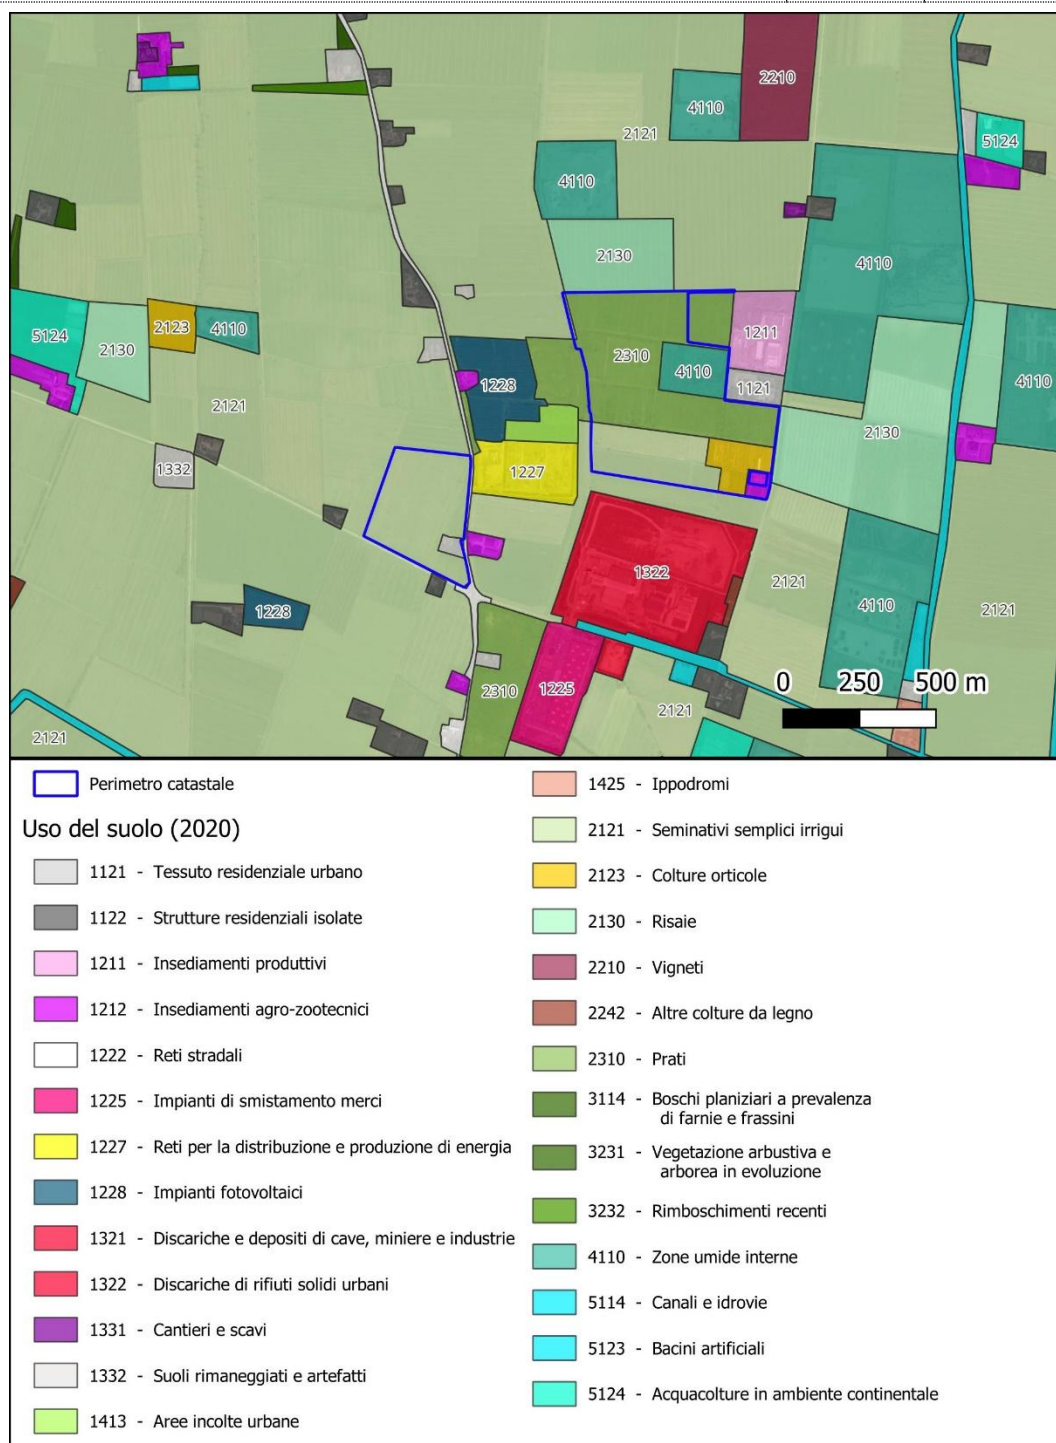 2210
4110
2121
5124
4110
2130
4110
5124
2130
2123
4110
2310
1211
4110
1121
1228
4110
2121
2130
1332
1227
1322
2121
4110
2121
1228
0 250 500 m
2310
1225
2121
2121
Perimetro catastale
Uso del suolo (2020)
1121 - Tessuto residenziale urbano
1122 - Strutture residenziali isolate
1211 - Insediamenti produttivi
1212 - Insediamenti agro-zootecnici
1222 - Reti stradali
1225 - Impianti di smistamento merci
1227 - Reti per la distribuzione e produzione di energia
1228 - Impianti fotovoltaici
1321 - Discariche e depositi di cave, miniere e industrie
1322 - Discariche di rifiuti solidi urbani
1331 - Cantieri e scavi
1332 - Suoli rimaneggiati e artefatti
1413 - Aree incolte urbane
1425 - Ippodromi
2121 - Seminativi semplici irrigui
2123 - Colture orticole
2130 - Risaie
2210 - Vigneti
2242 - Altre colture da legno
2310 - Prati
3114 - Boschi planiziari a prevalenza
di farnie e frassini
3231 - Vegetazione arbustiva e
arborea in evoluzione
3232 - Rimboschimenti recenti
4110 - Zone umide interne
5114 - Canali e idrovie
5123 - Bacini artificiali
5124 - Acquacolture in ambiente continentale